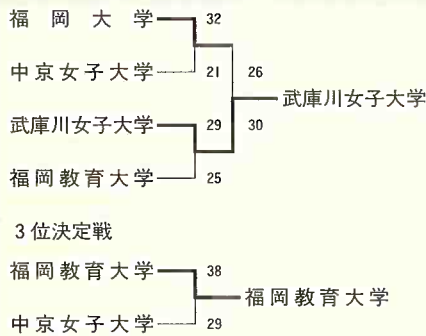 福岡大学 32
中京女子大学 21 26
武庫川女子大学
武庫川女子大学 29 30
福岡教育大学 25
3位決定戦
福岡教育大学 38
福岡教育大学
中京女子大学 29